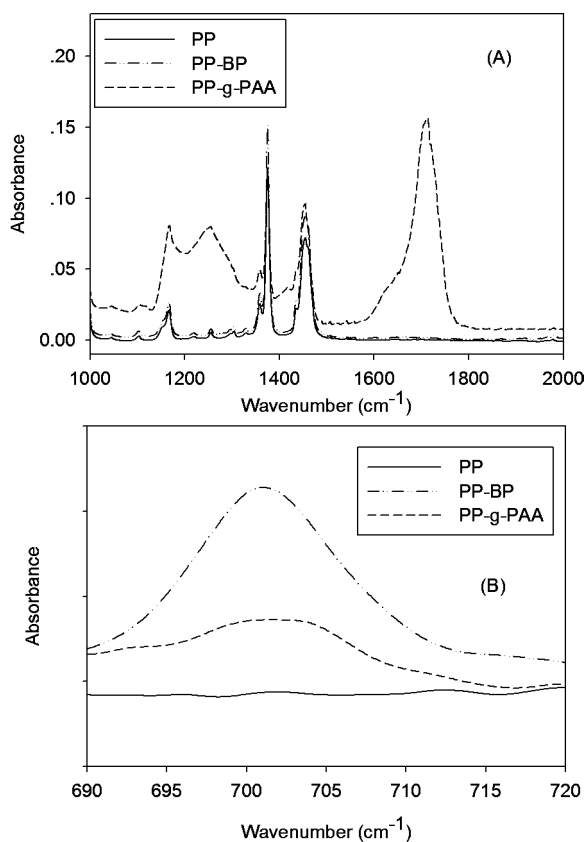 PP
PP-BP
PP-g-PAA
(A)
.20
.15
.10
.05
0.00
Absorbance
1000 1200 1400 1600 1800 2000
Wavenumber (cm⁻¹)
PP
PP-BP
PP-g-PAA
(B)
Absorbance
690 695 700 705 710 715 720
Wavenumber (cm⁻¹)